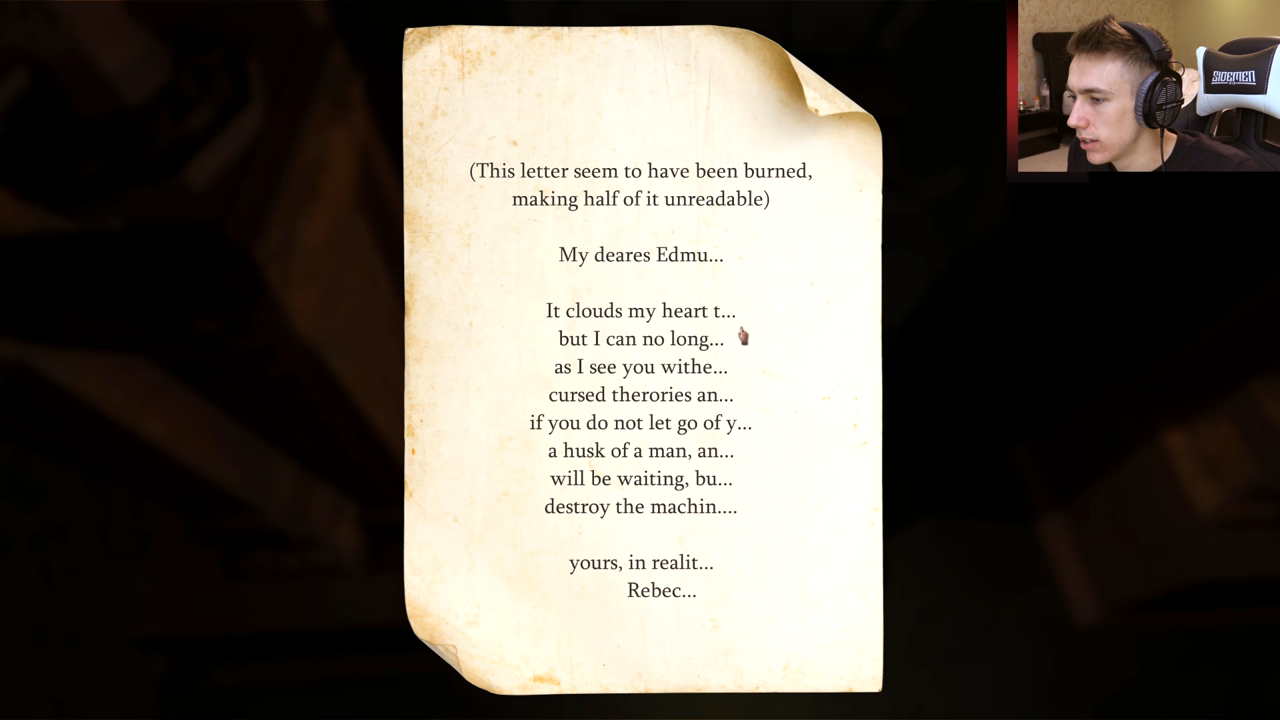 SIDEMEN
(This letter seem to have been burned,
making half of it unreadable)
My deares Edmu...
It clouds my heart t...
but I can no long...
as I see you withe...
cursed therories an...
if you do not let go of y...
a husk of a man, an...
will be waiting, bu...
destroy the machin....
yours, in realit...
Rebec...